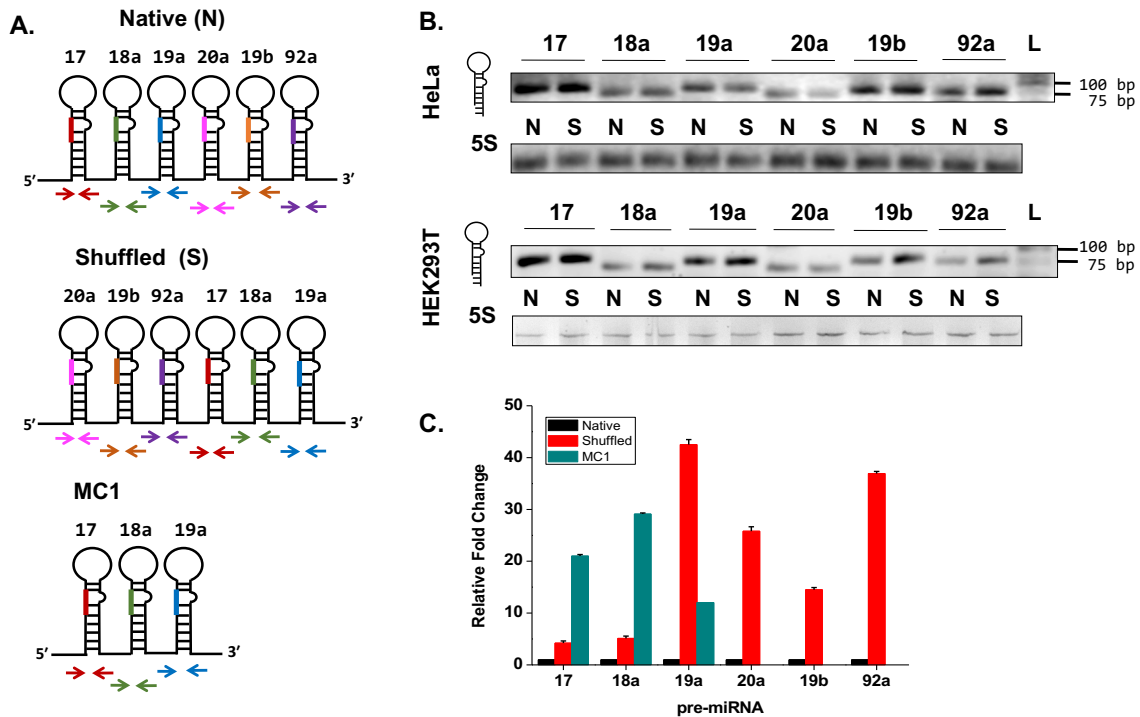 A.
Native (N)
17 18a 19a 20a 19b 92a
5’ 3’
Shuffled (S)
20a 19b 92a 17 18a 19a
5’ 3’
MC1
17 18a 19a
5’ 3’
B.
HeLa
17 18a 19a 20a 19b 92a L
100 bp
75 bp
N S N S N S N S N S N S
5S
HEK293T
17 18a 19a 20a 19b 92a L
100 bp
75 bp
N S N S N S N S N S N S
5S
C.
Relative Fold Change
50
40
30
20
10
0
Native
Shuffled
MC1
17 18a 19a 20a 19b 92a
pre-miRNA